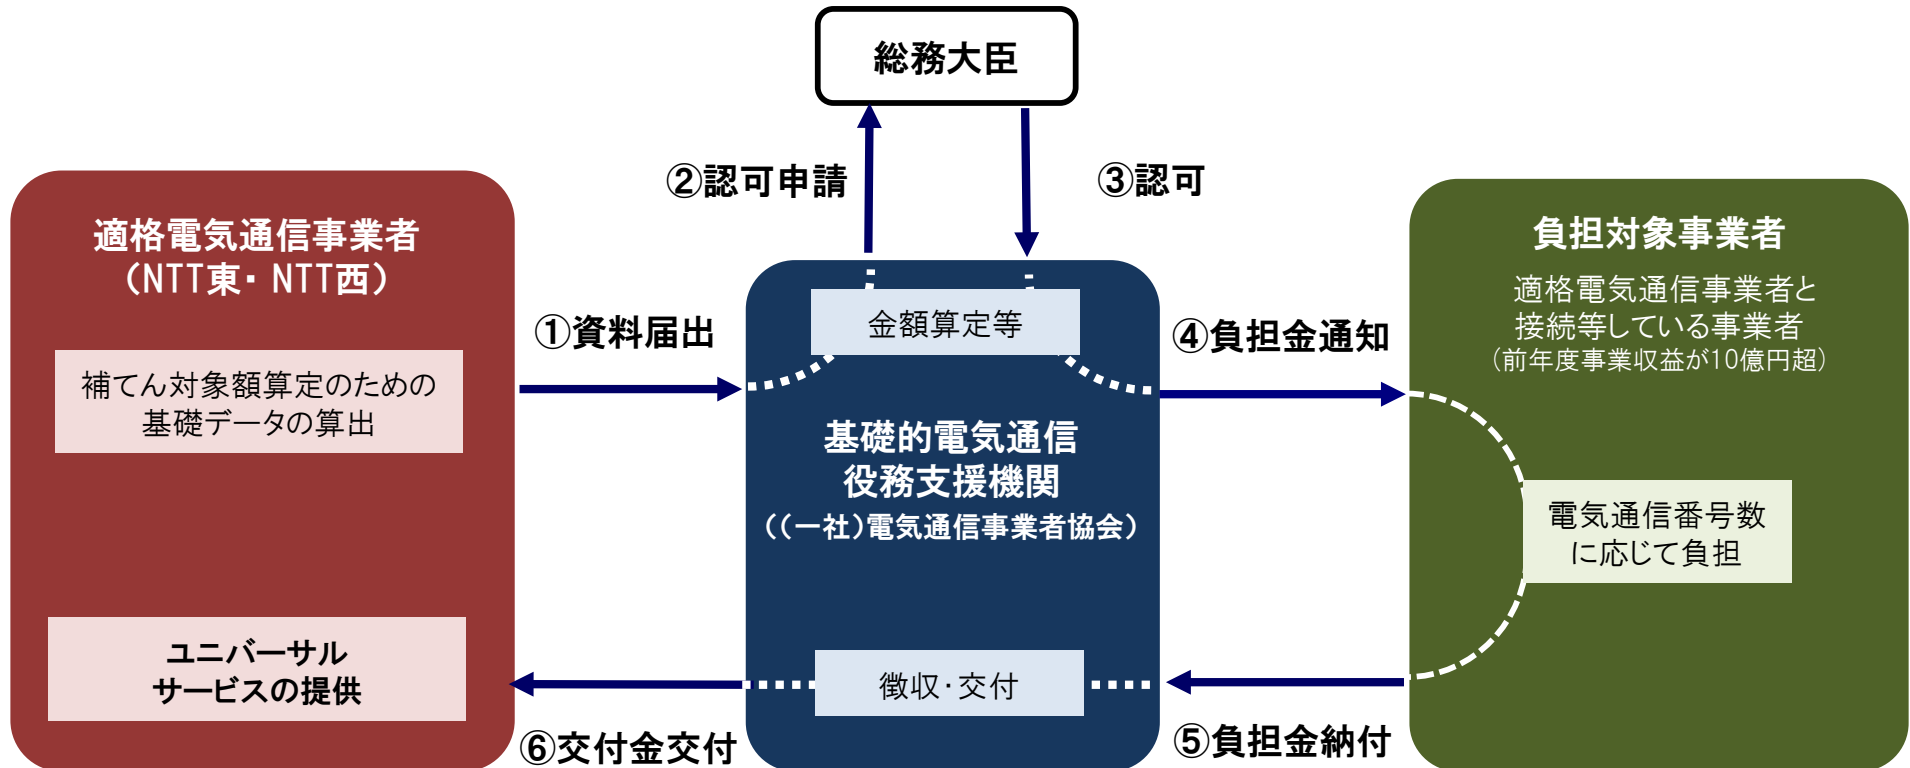 総務大臣
②認可申請
③認可
適格電気通信事業者
（NTT東・NTT西）
補てん対象額算定のための
基礎データの算出
ユニバーサル
サービスの提供
①資料届出
金額算定等
基礎的電気通信
役務支援機関
（（一社）電気通信事業者協会）
徴収・交付
④負担金通知
負担対象事業者
適格電気通信事業者と
接続等している事業者
（前年度事業収益が10億円超）
電気通信番号数
に応じて負担
⑤負担金納付
⑥交付金交付